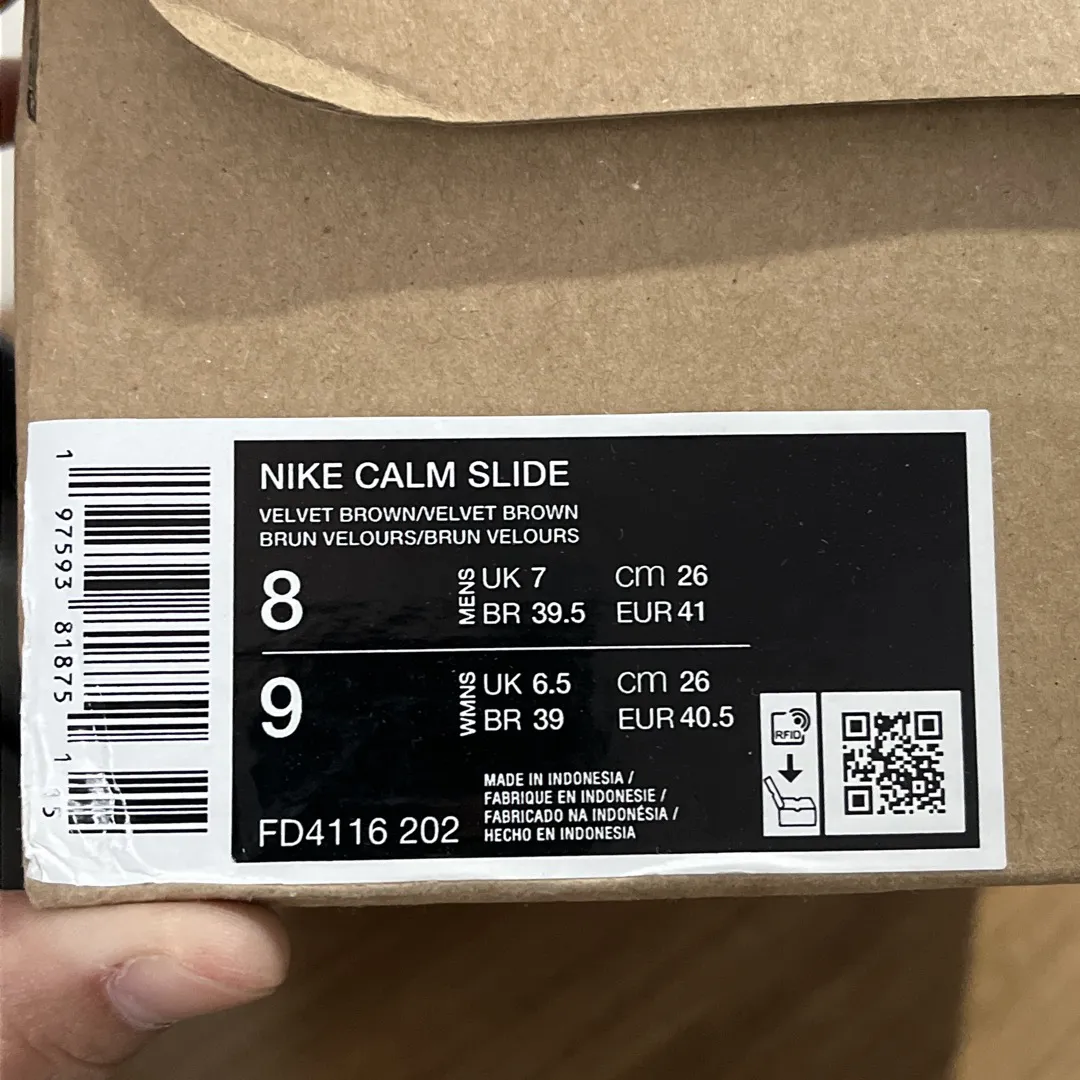 NIKE CALM SLIDE
VELVET BROWN/VELVET BROWN
BRUN VELOURS/BRUN VELOURS
8
MENS
UK 7 cm 26
BR 39.5 EUR 41
9
WMNS
UK 6.5 cm 26
BR 39 EUR 40.5
FD4116 202
MADE IN INDONESIA /
FABRIQUE EN INDONESIE /
FABRICADO NA INDONÉSIA /
HECHO EN INDONESIA
RFID
1 97593 81875 1 15